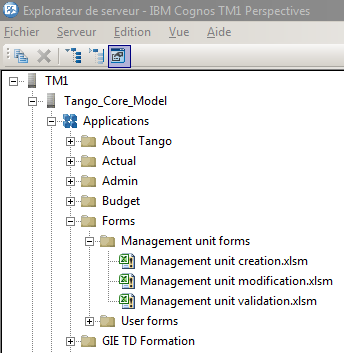 Explorateur de serveur - IBM Cognos TM1 Perspectives
Fichier Serveur Edition Vue Aide
TM1
Tango_Core_Model
Applications
About Tango
Actual
Admin
Budget
Forms
Management unit forms
Management unit creation.xlsm
Management unit modification.xlsm
Management unit validation.xlsm
User forms
GIE TD Formation